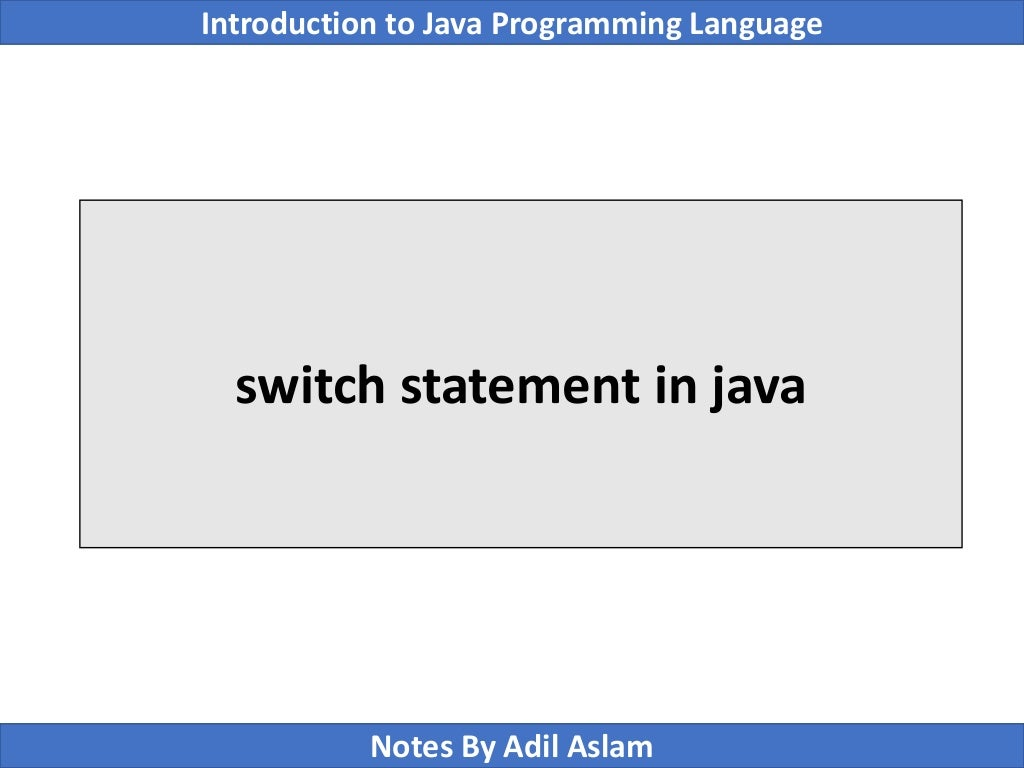 Introduction to Java Programming Language
switch statement in java
Notes By Adil Aslam